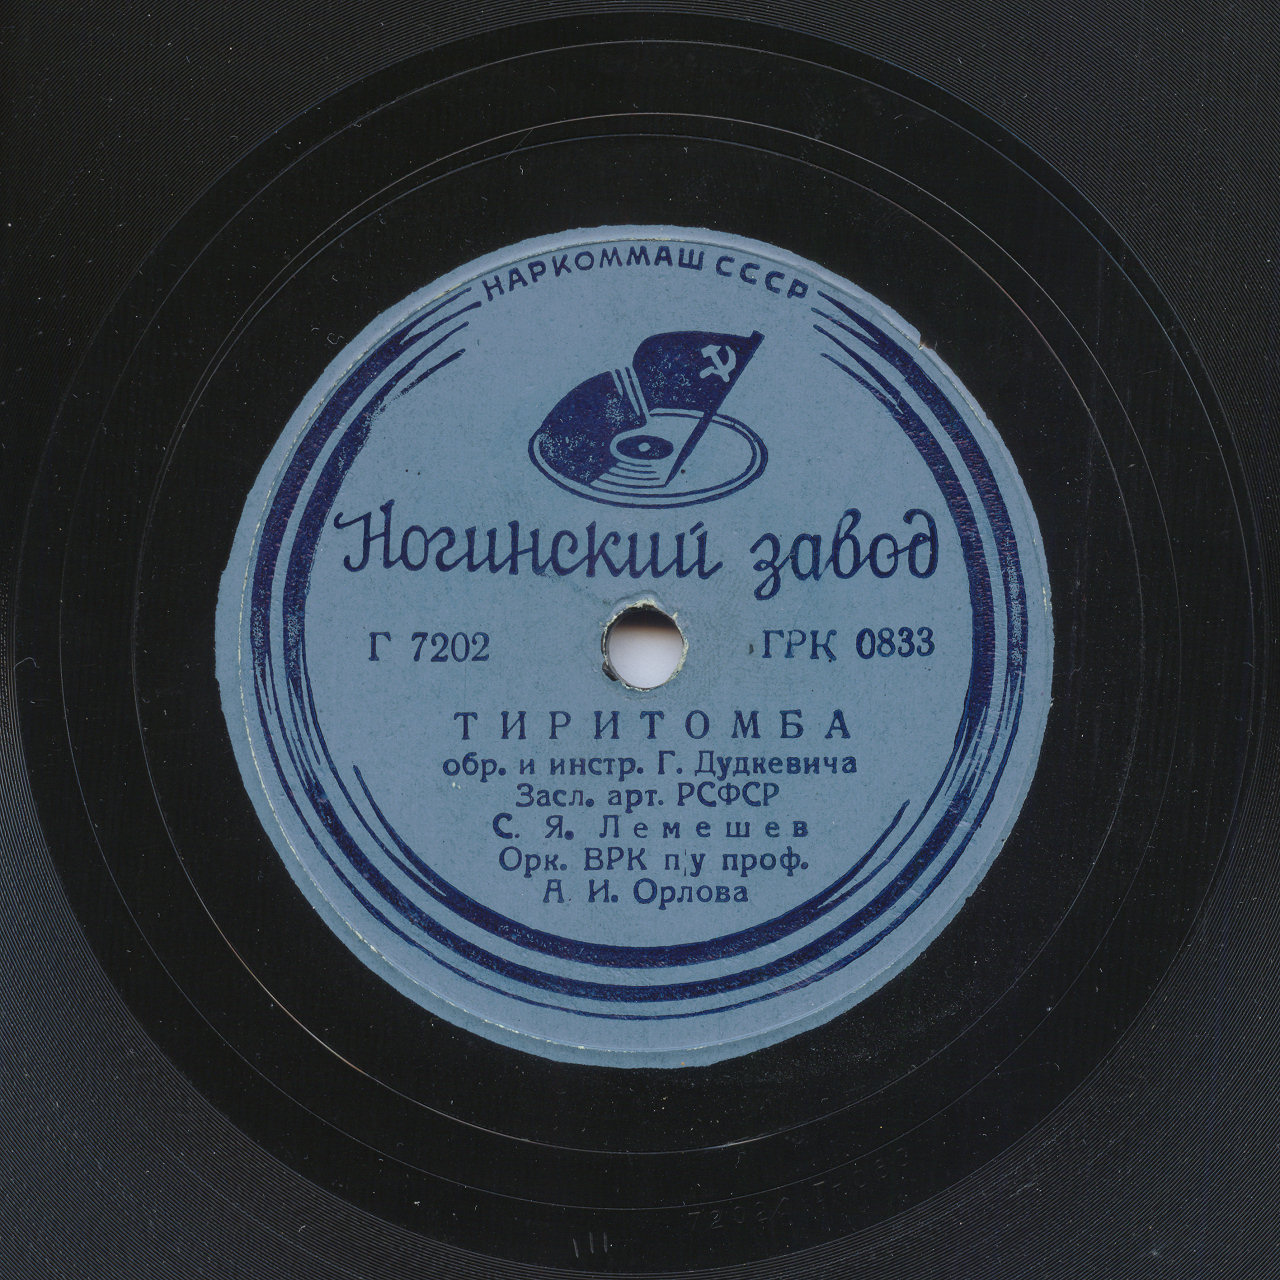 НАРКОММАШ СССР
Ногинский завод
Г 7202 ГРК 0833
ТИРИТОМБА
обр. и инстр. Г. Дудкевича
Засл. арт. РСФСР
С. Я. Лемешев
Орк. ВРК п/у проф.
А. И. Орлова